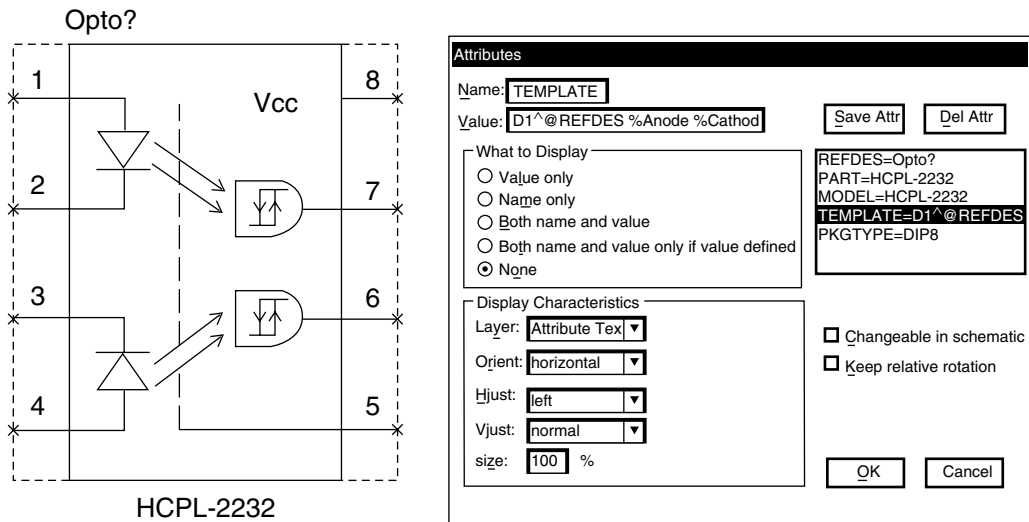 Opto?
1
8
Vcc
2
7
3
6
4
5
HCPL-2232
Attributes
Name: TEMPLATE
Value: D1^@REFDES %Anode %Cathod
Save Attr
Del Attr
What to Display
Value only
Name only
Both name and value
Both name and value only if value defined
None
REFDES=Opto?
PART=HCPL-2232
MODEL=HCPL-2232
TEMPLATE=D1^@REFDES
PKGTYPE=DIP8
Display Characteristics
Layer: Attribute Tex
Orient: horizontal
Hjust: left
Vjust: normal
size: 100 %
Changeable in schematic
Keep relative rotation
OK
Cancel